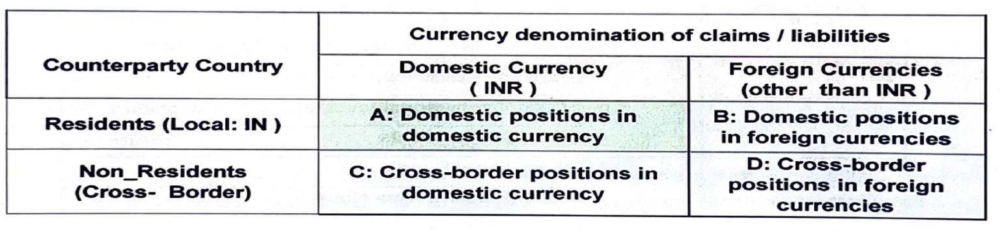 Currency denomination of claims / liabilities
Counterparty Country
Domestic Currency
( INR )
Foreign Currencies
(other than INR )
Residents (Local: IN )
A: Domestic positions in
domestic currency
B: Domestic positions
in foreign currencies
Non_Residents
(Cross- Border)
C: Cross-border positions in
domestic currency
D: Cross-border
positions in foreign
currencies